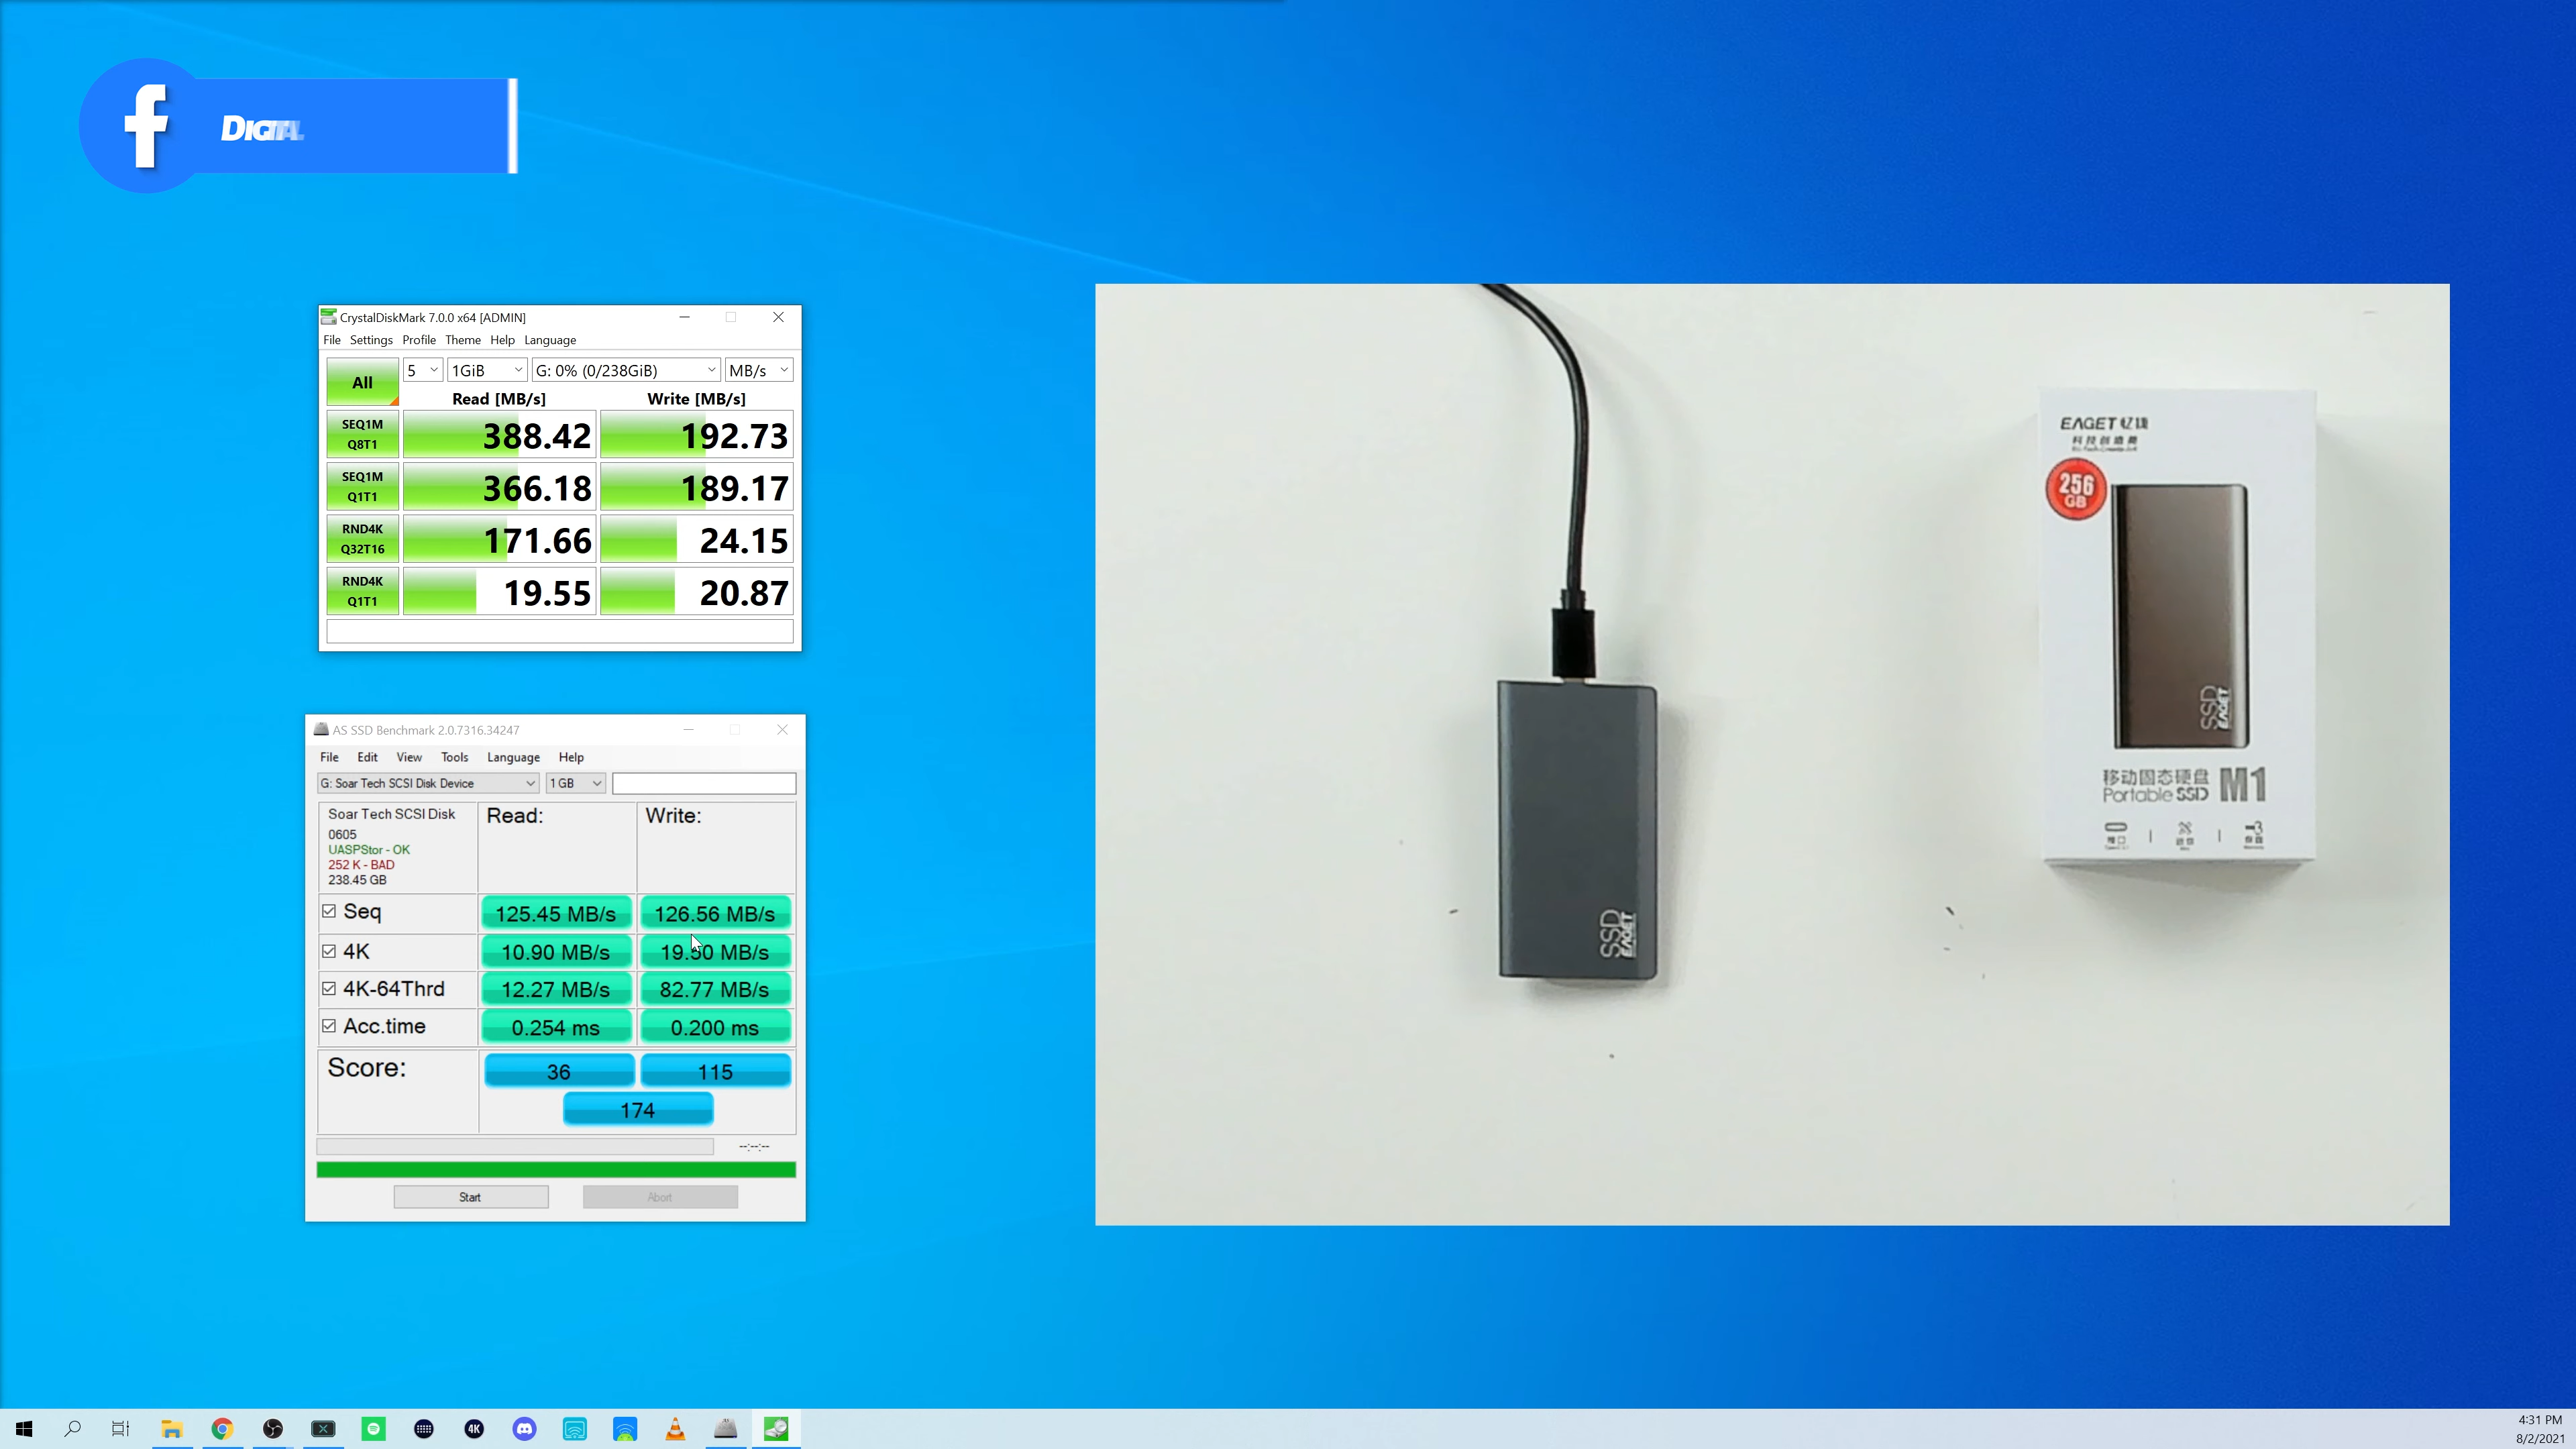 DIGITAL
CrystalDiskMark 7.0.0 x64 [ADMIN]
File Settings Profile Theme Help Language
All 5 1GiB G: 0% (0/238GiB) MB/s
Read [MB/s] Write [MB/s]
SEQ1M
Q8T1 388.42 192.73
SEQ1M
Q1T1 366.18 189.17
RND4K
Q32T16 171.66 24.15
RND4K
Q1T1 19.55 20.87
AS SSD Benchmark 2.0.7316.34247
File Edit View Tools Language Help
G: Soar Tech SCSI Disk Device 1 GB
Soar Tech SCSI Disk Read: Write:
0605
UASPStor - OK
252 K - BAD
238.45 GB
Seq 125.45 MB/s 126.56 MB/s
4K 10.90 MB/s 19.50 MB/s
4K-64Thrd 12.27 MB/s 82.77 MB/s
Acc.time 0.254 ms 0.200 ms
Score: 36 115
174
--:--:--
Start Abort
SSD
EAGET
EAGET 忆捷
科技创造美
256
GB
SSD
EAGET
移动固态硬盘
Portable SSD M1
4K
4:31 PM
8/2/2021